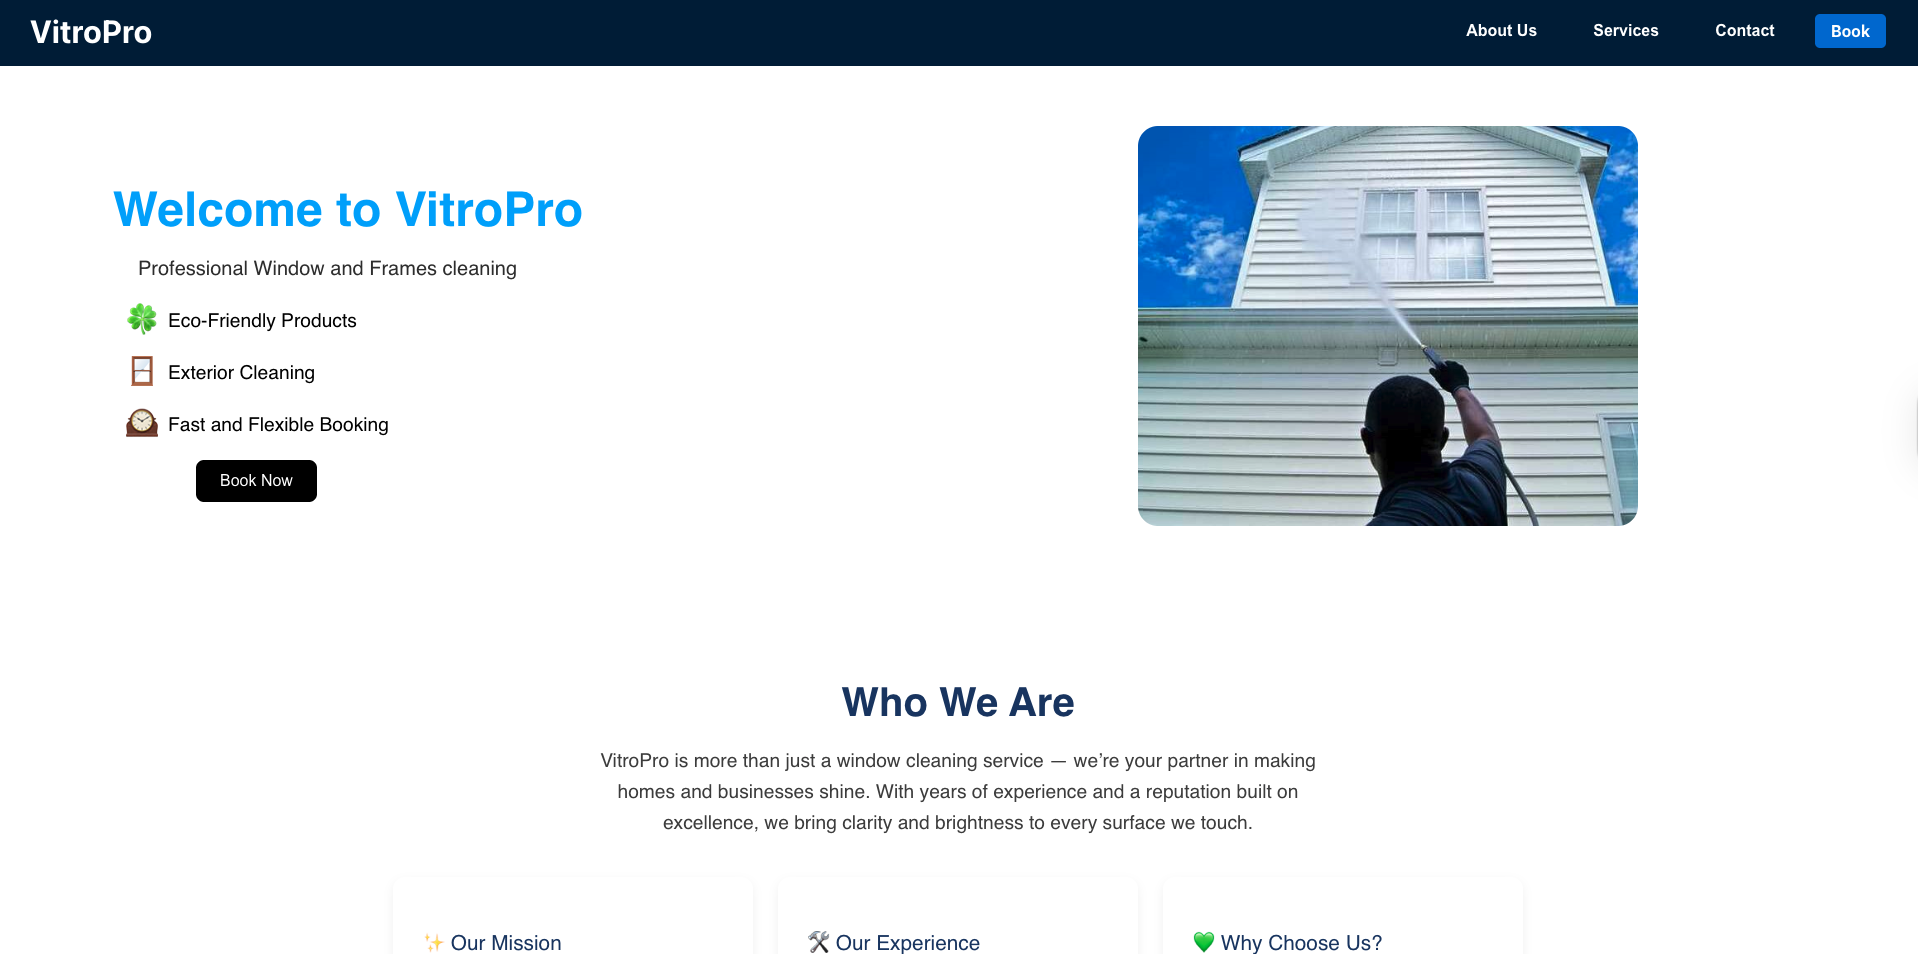 VitroPro
About Us
Services
Contact
Book
Welcome to VitroPro
Professional Window and Frames cleaning
Eco-Friendly Products
Exterior Cleaning
Fast and Flexible Booking
Book Now
Who We Are
VitroPro is more than just a window cleaning service — we’re your partner in making
homes and businesses shine. With years of experience and a reputation built on
excellence, we bring clarity and brightness to every surface we touch.
✨ Our Mission
🛠 Our Experience
💚 Why Choose Us?